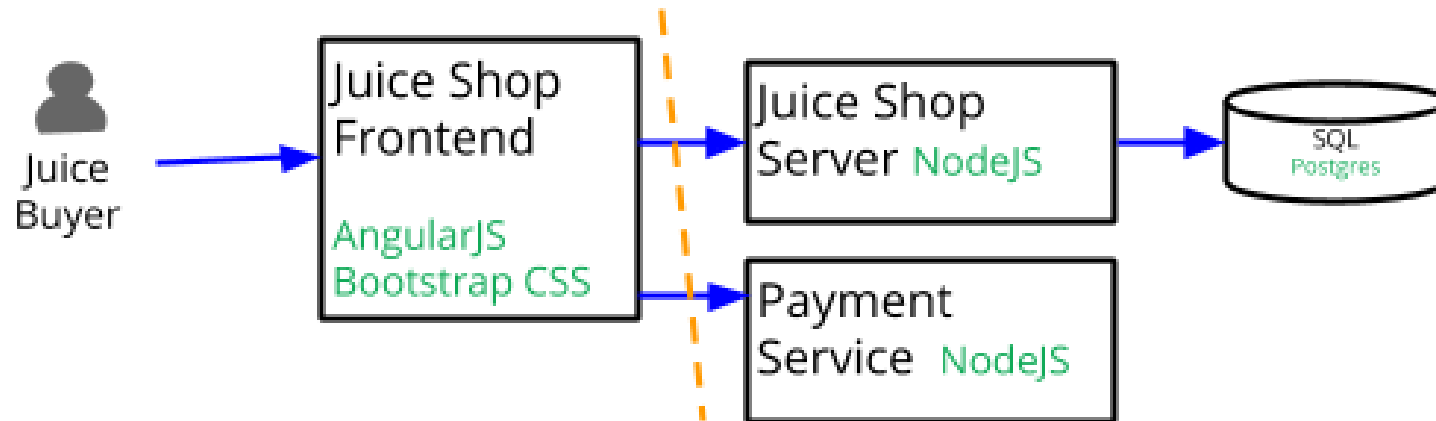 Juice
Buyer
Juice Shop
Frontend
AngularJS
Bootstrap CSS
Juice Shop
Server NodeJS
Payment
Service NodeJS
SQL
Postgres